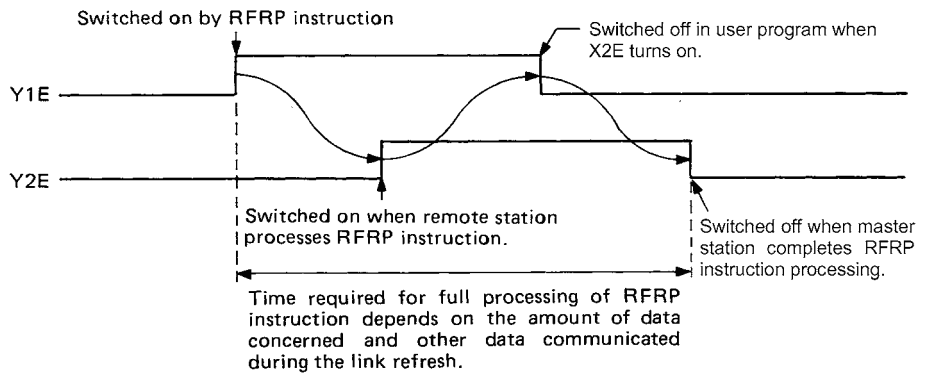 Switched on by RFRP instruction
Switched off in user program when
X2E turns on.
Y1E
Y2E
Switched on when remote station
processes RFRP instruction.
Switched off when master
station completes RFRP
instruction processing.
Time required for full processing of RFRP
instruction depends on the amount of data
concerned and other data communicated
during the link refresh.